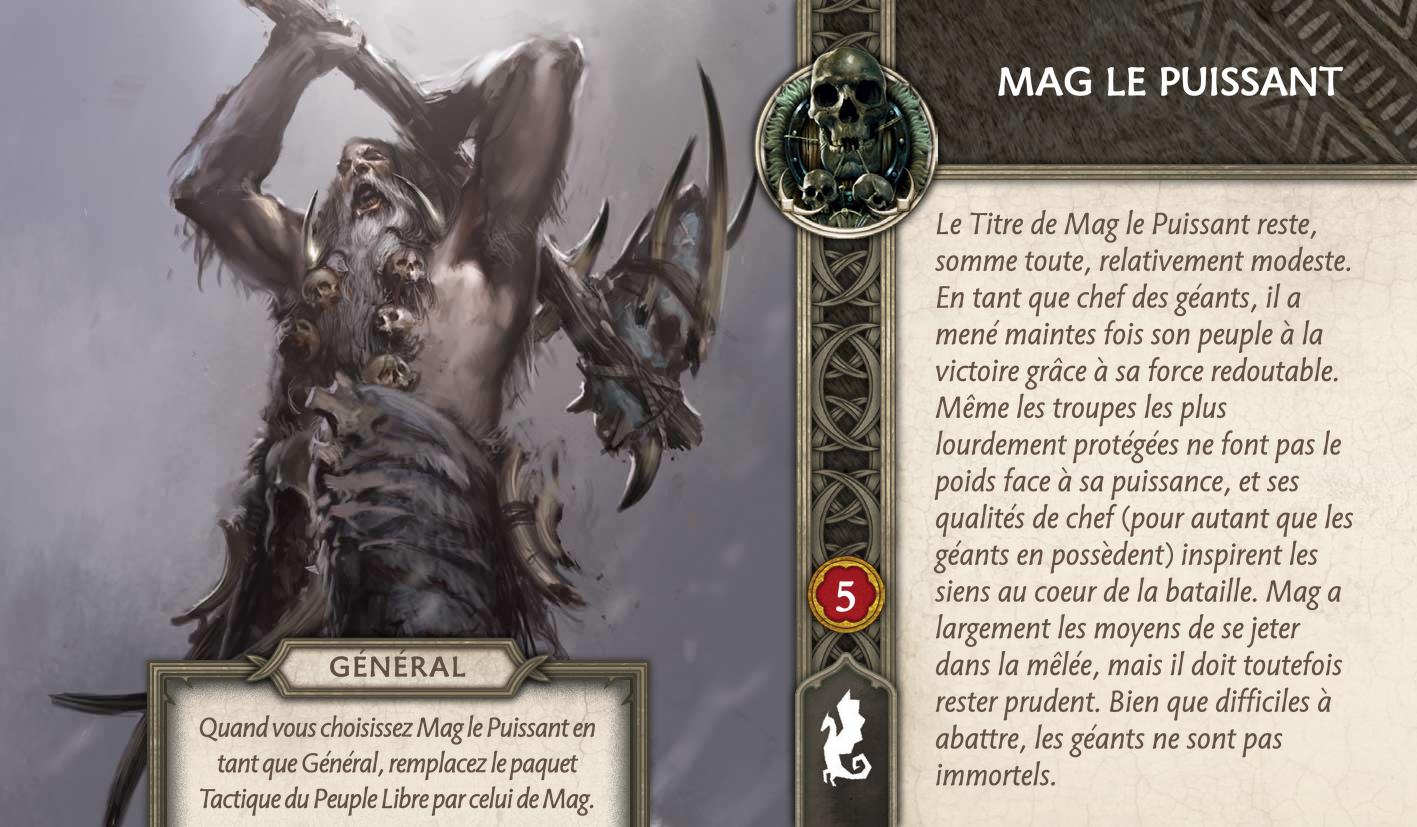 MAG LE PUISSANT
Le Titre de Mag le Puissant reste,
somme toute, relativement modeste.
En tant que chef des géants, il a
mené maintes fois son peuple à la
victoire grâce à sa force redoutable.
Même les troupes les plus
lourdement protégées ne font pas le
poids face à sa puissance, et ses
qualités de chef (pour autant que les
géants en possèdent) inspirent les
siens au coeur de la bataille. Mag a
largement les moyens de se jeter
dans la mêlée, mais il doit toutefois
rester prudent. Bien que difficiles à
abattre, les géants ne sont pas
immortels.
5
GÉNÉRAL
Quand vous choisissez Mag le Puissant en
tant que Général, remplacez le paquet
Tactique du Peuple Libre par celui de Mag.